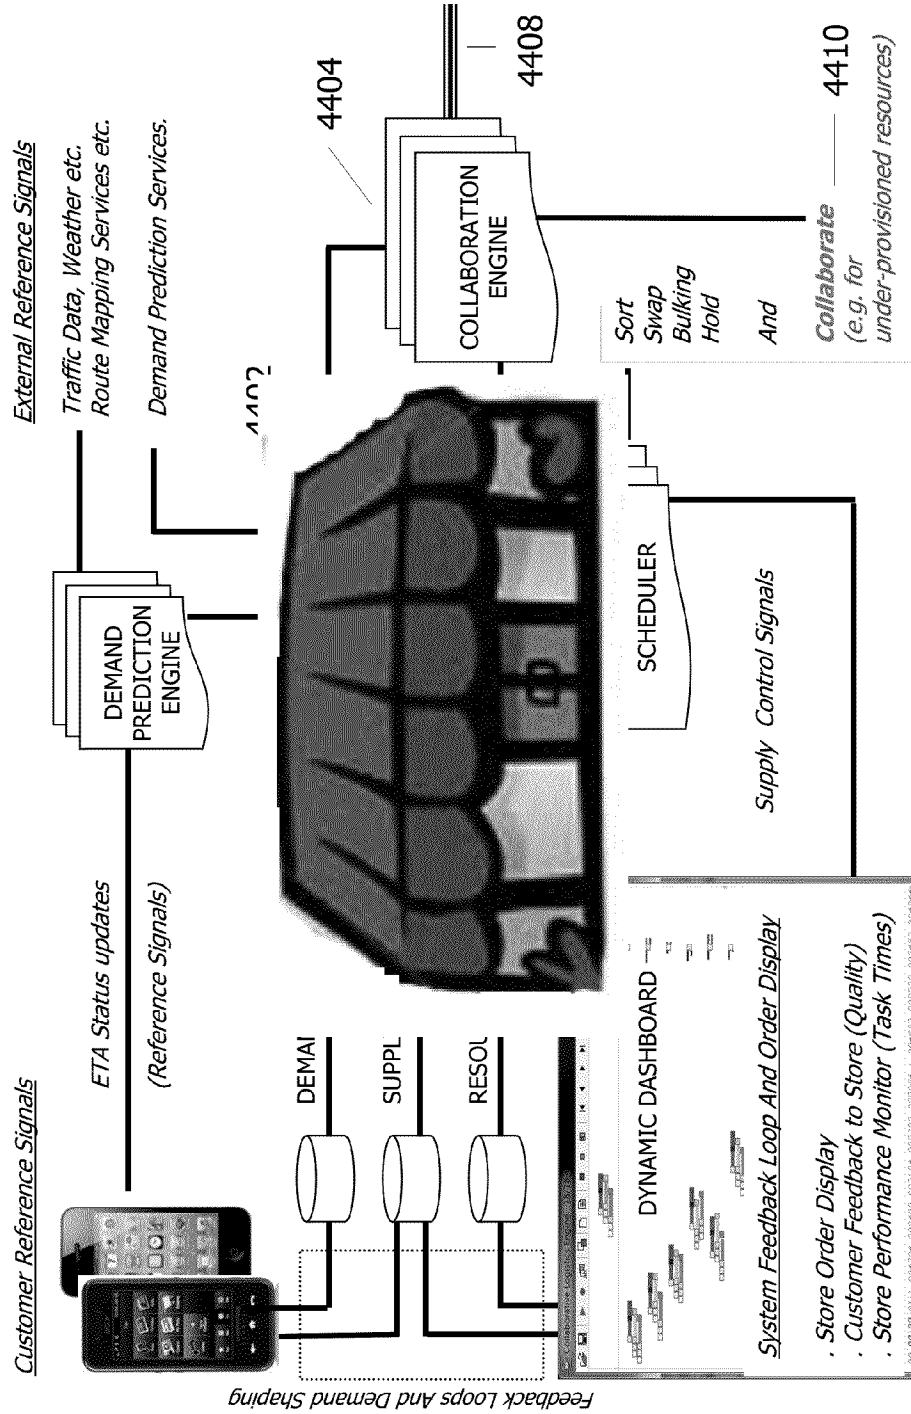 Customer Reference Signals
External Reference Signals
ETA Status updates
(Reference Signals)
DEMAND
PREDICTION
ENGINE
Traffic Data, Weather etc.
Route Mapping Services etc.
Demand Prediction Services.
4404
4408
COLLABORATION
ENGINE
DEMAI
SUPPL
RESOU
Feedback Loops And Demand Shaping
DYNAMIC DASHBOARD
System Feedback Loop And Order Display
. Store Order Display
. Customer Feedback to Store (Quality)
. Store Performance Monitor (Task Times)
SCHEDULER
Supply Control Signals
Sort
Swap
Bulking
Hold
And
Collaborate
(e.g. for
under-provisioned resources)
4410